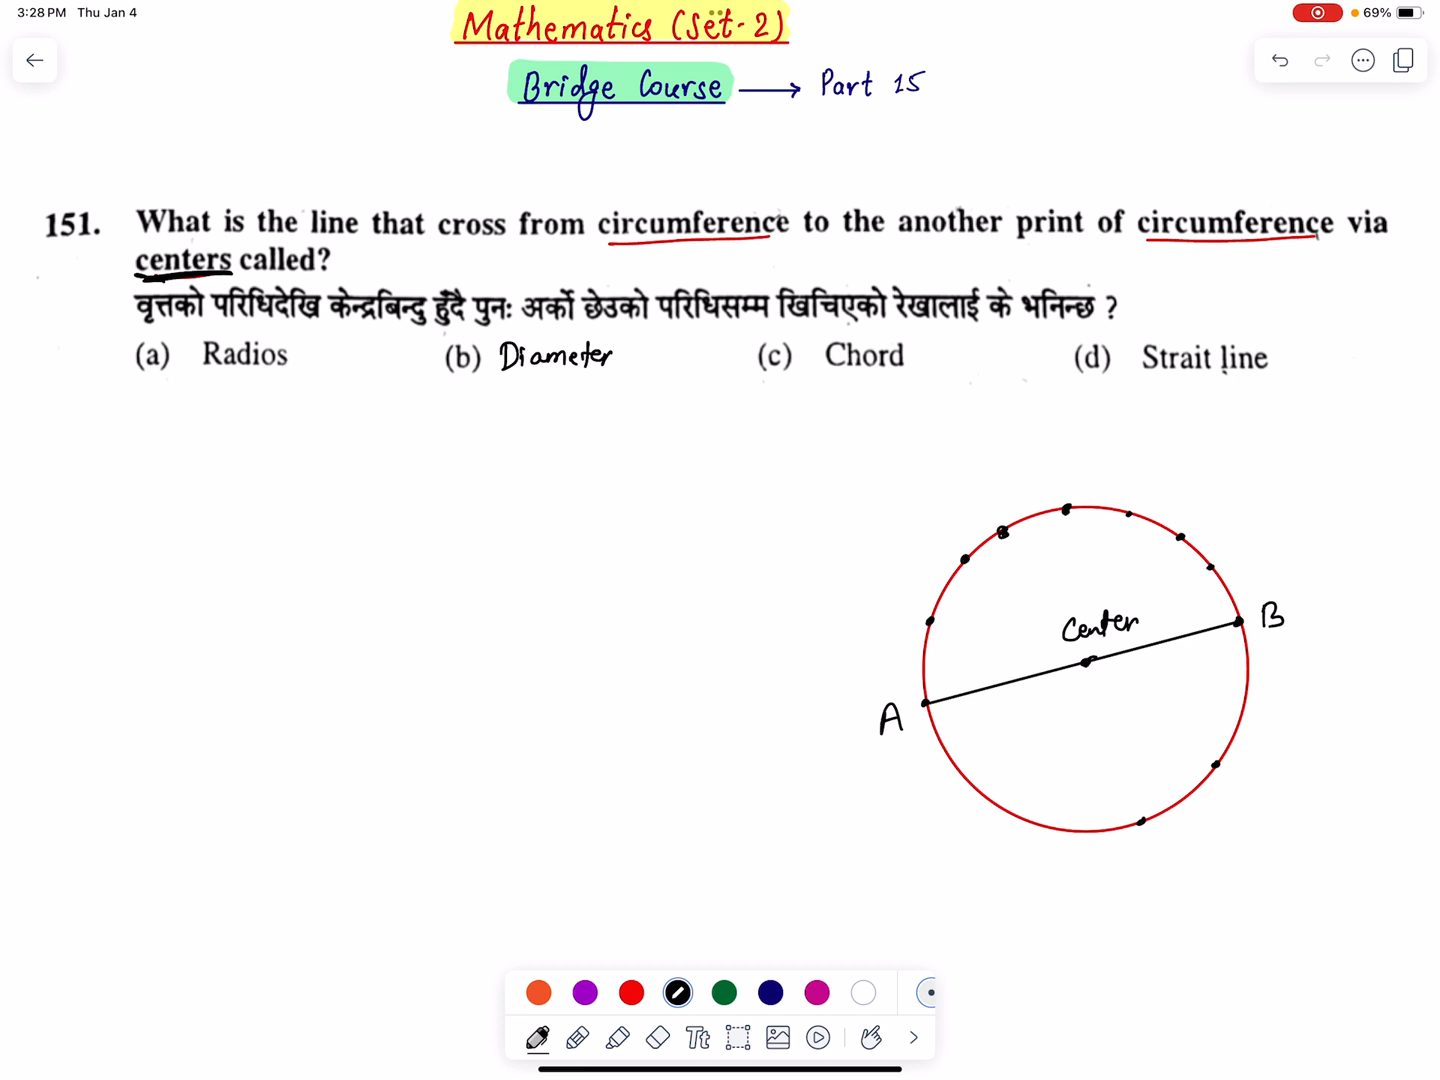 3:28 PM Thu Jan 4
69%
Mathematics (Set-2)
Bridge Course → Part 15
151. What is the line that cross from circumference to the another print of circumference via
centers called?
वृत्तको परिधिदेखि केन्द्रबिन्दु हुँदै पुनः अर्को छेउको परिधिसम्म खिचिएको रेखालाई के भनिन्छ ?
(a) Radios (b) Diameter (c) Chord (d) Strait line
Center
B
A
Tt